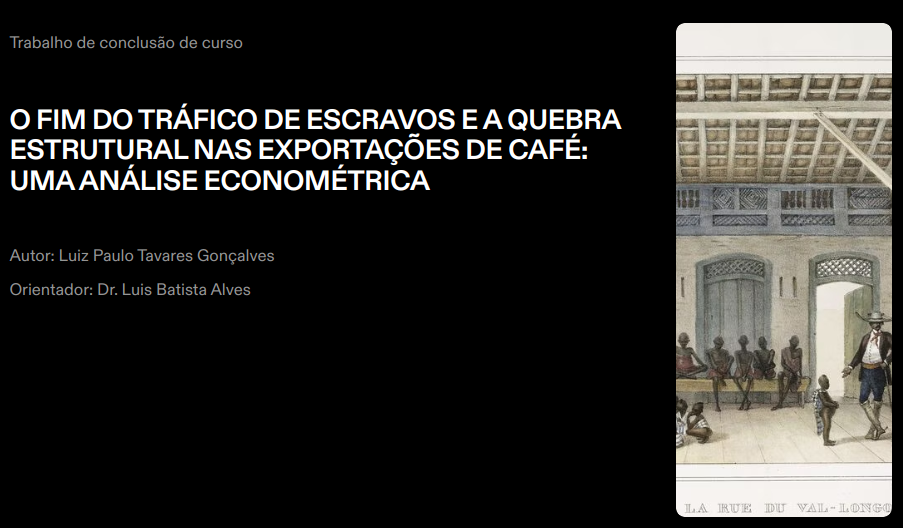 Trabalho de conclusão de curso
O FIM DO TRÁFICO DE ESCRAVOS E A QUEBRA
ESTRUTURAL NAS EXPORTAÇÕES DE CAFÉ:
UMA ANÁLISE ECONOMÉTRICA
Autor: Luiz Paulo Tavares Gonçalves
Orientador: Dr. Luis Batista Alves
LA RUE DU VAL-LONGO